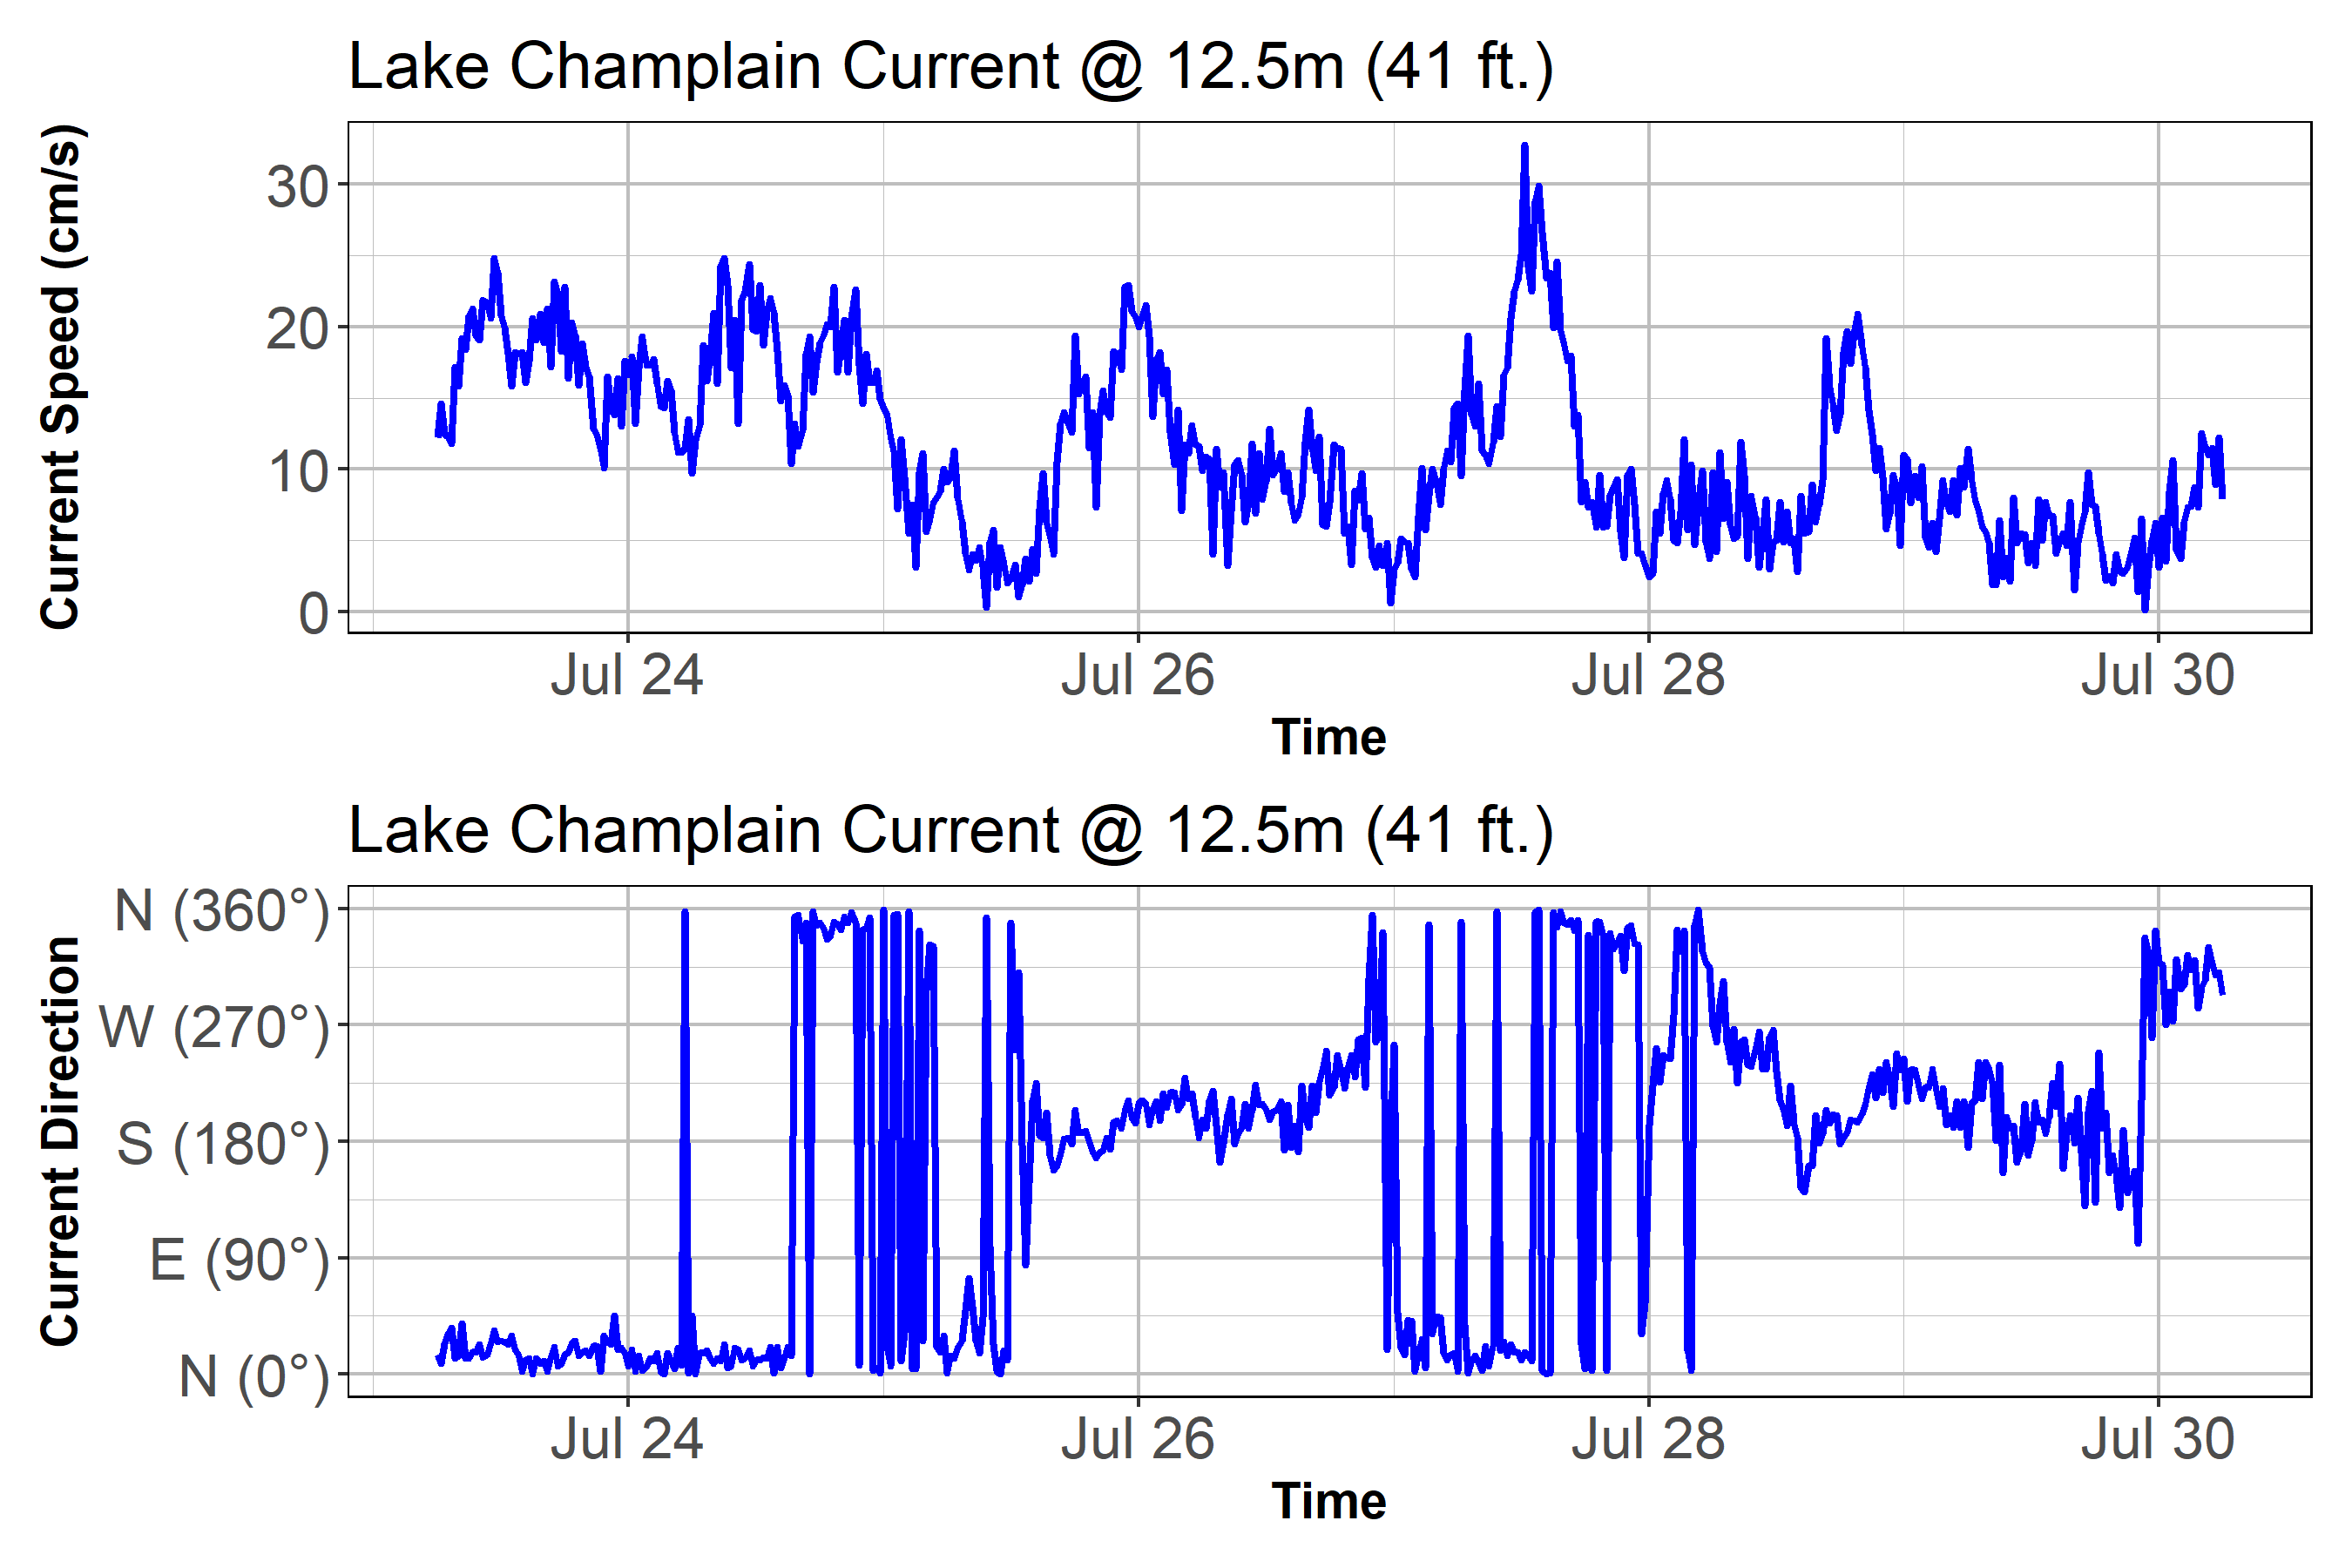 Lake Champlain Current @ 12.5m (41 ft.)
Current Speed (cm/s)
30
20
10
0
Jul 24 Jul 26 Jul 28 Jul 30
Time
Lake Champlain Current @ 12.5m (41 ft.)
Current Direction
N (360°)
W (270°)
S (180°)
E (90°)
N (0°)
Jul 24 Jul 26 Jul 28 Jul 30
Time